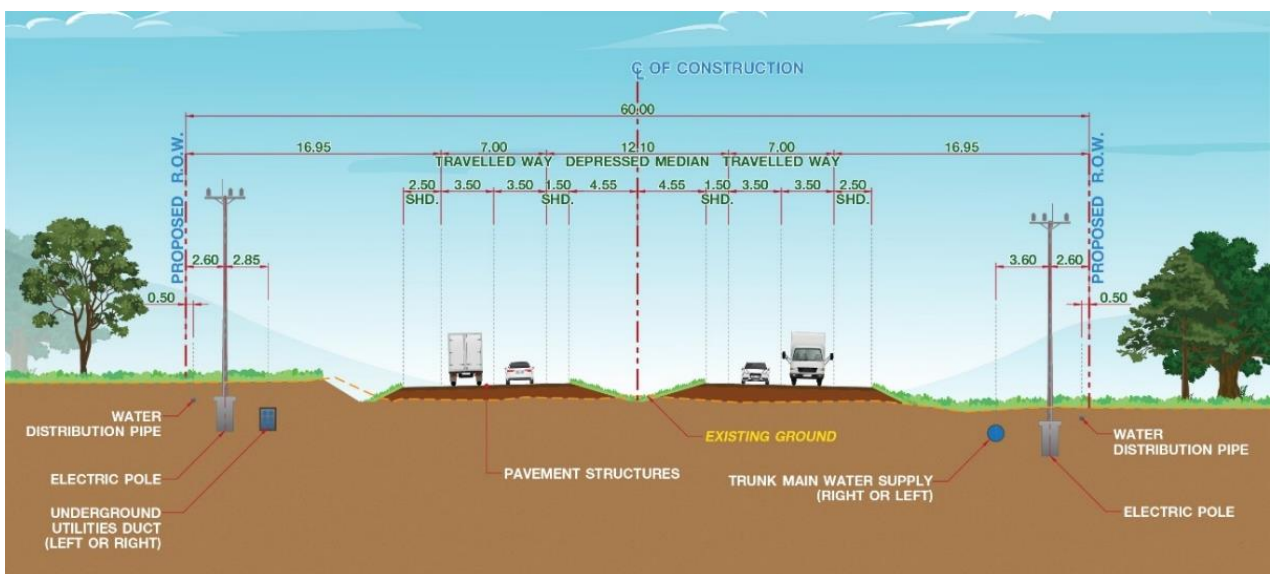 ℄ OF CONSTRUCTION
60.00
PROPOSED R.O.W.
PROPOSED R.O.W.
16.95 7.00 12.10 7.00 16.95
TRAVELLED WAY DEPRESSED MEDIAN TRAVELLED WAY
2.50 3.50 3.50 1.50 4.55 4.55 1.50 3.50 3.50 2.50
SHD. SHD. SHD. SHD.
2.60 2.85 3.60 2.60
0.50 0.50
WATER
DISTRIBUTION PIPE
ELECTRIC POLE
UNDERGROUND
UTILITIES DUCT
(LEFT OR RIGHT)
PAVEMENT STRUCTURES
EXISTING GROUND
TRUNK MAIN WATER SUPPLY
(RIGHT OR LEFT)
WATER
DISTRIBUTION PIPE
ELECTRIC POLE